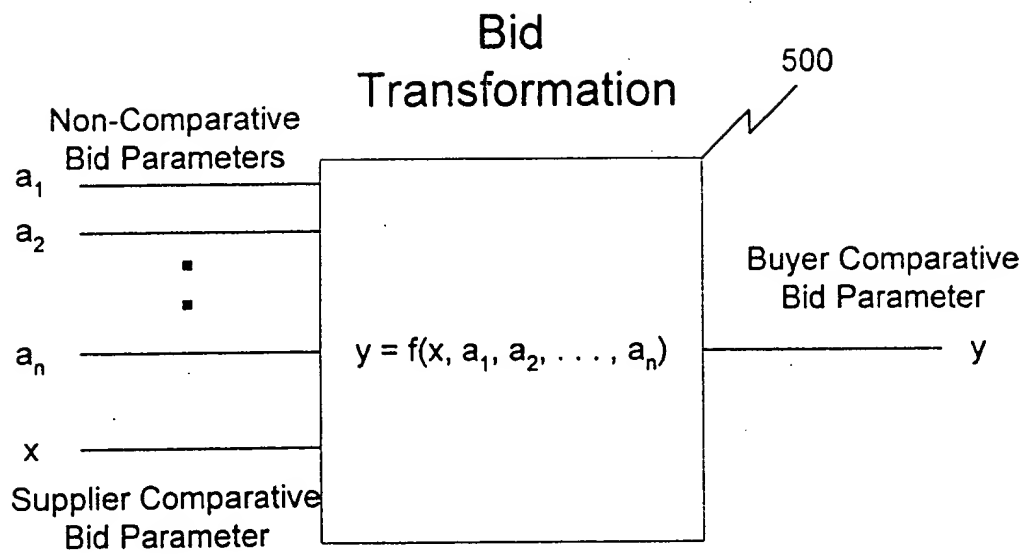 Bid
Transformation
500
Non-Comparative
Bid Parameters
a₁
a₂
aₙ
x
Supplier Comparative
Bid Parameter
y = f(x, a₁, a₂, . . . , aₙ)
Buyer Comparative
Bid Parameter
y